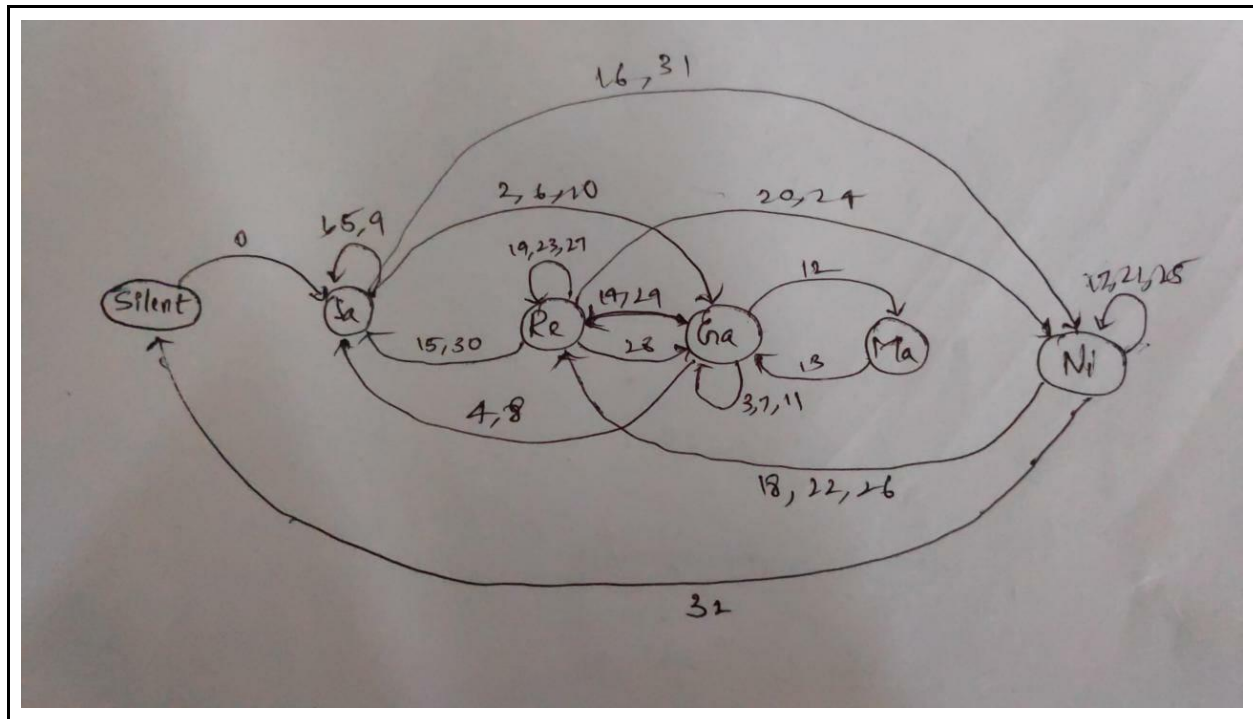 16, 31
2, 6, 10
20, 24
1,5,9
0
19,23,27
12
17,21,25
Silent
Sa
Re
14,29
Ga
Ma
Ni
15,30
28
13
3,7,11
4,8
18, 22, 26
32